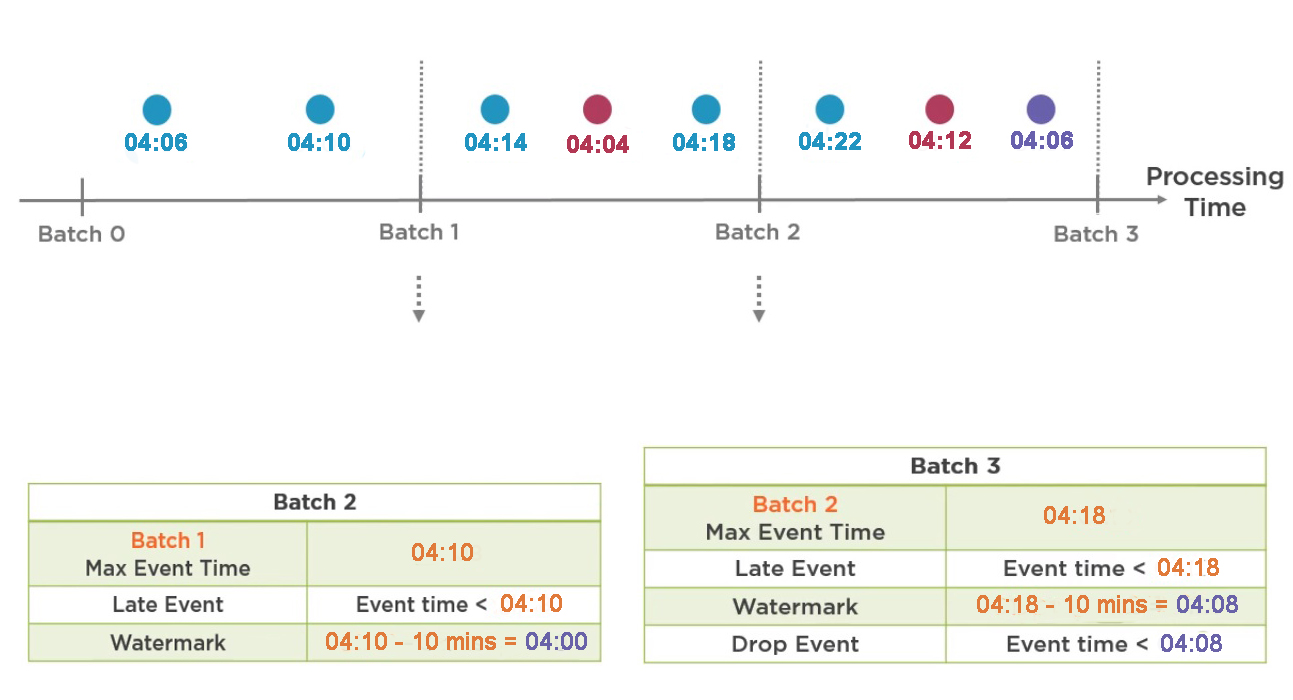 04:06 04:10 04:14 04:04 04:18 04:22 04:12 04:06
Processing
Time
Batch 0 Batch 1 Batch 2 Batch 3
Batch 2
Batch 1
Max Event Time
04:10
Late Event
Event time < 04:10
Watermark
04:10 - 10 mins = 04:00
Batch 3
Batch 2
Max Event Time
04:18
Late Event
Event time < 04:18
Watermark
04:18 - 10 mins = 04:08
Drop Event
Event time < 04:08